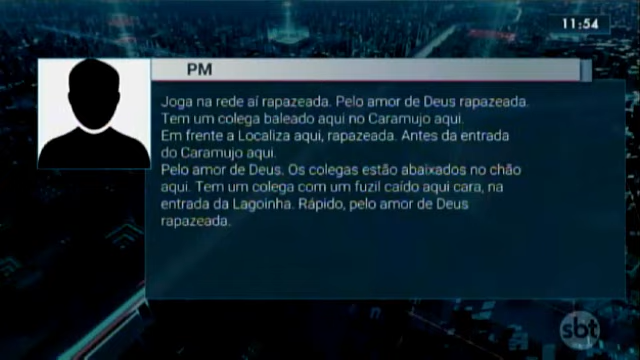 11:54
PM
Joga na rede aí rapazeada. Pelo amor de Deus rapazeada.
Tem um colega baleado aqui no Caramujo aqui.
Em frente a Localiza aqui, rapazeada. Antes da entrada
do Caramujo aqui.
Pelo amor de Deus. Os colegas estão abaixados no chão
aqui. Tem um colega com um fuzil caído aqui cara, na
entrada da Lagoinha. Rápido, pelo amor de Deus
rapazeada.
sbt